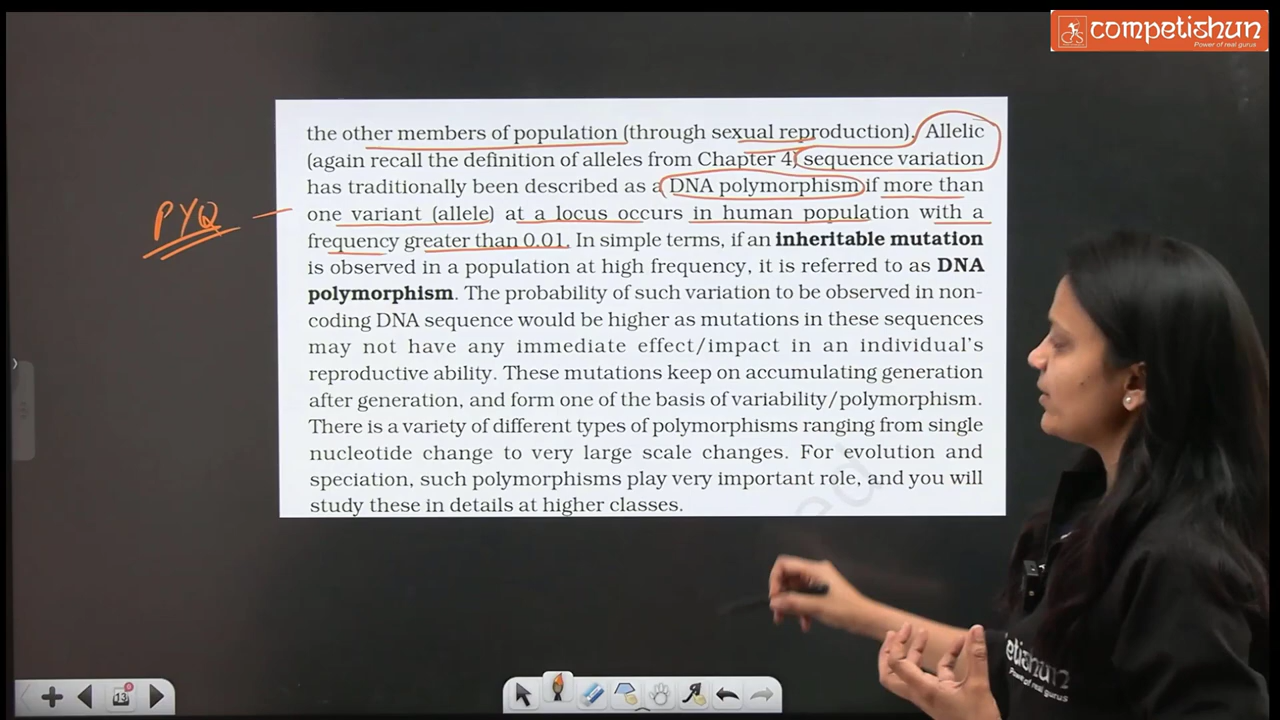 competishun
Power of real gurus
the other members of population (through sexual reproduction). Allelic
(again recall the definition of alleles from Chapter 4) sequence variation
has traditionally been described as a DNA polymorphism if more than
one variant (allele) at a locus occurs in human population with a
frequency greater than 0.01. In simple terms, if an inheritable mutation
is observed in a population at high frequency, it is referred to as DNA
polymorphism. The probability of such variation to be observed in non-
coding DNA sequence would be higher as mutations in these sequences
may not have any immediate effect/impact in an individual's
reproductive ability. These mutations keep on accumulating generation
after generation, and form one of the basis of variability/polymorphism.
There is a variety of different types of polymorphisms ranging from single
nucleotide change to very large scale changes. For evolution and
speciation, such polymorphisms play very important role, and you will
study these in details at higher classes.
PYQ
etishun
Power of real gurus
13